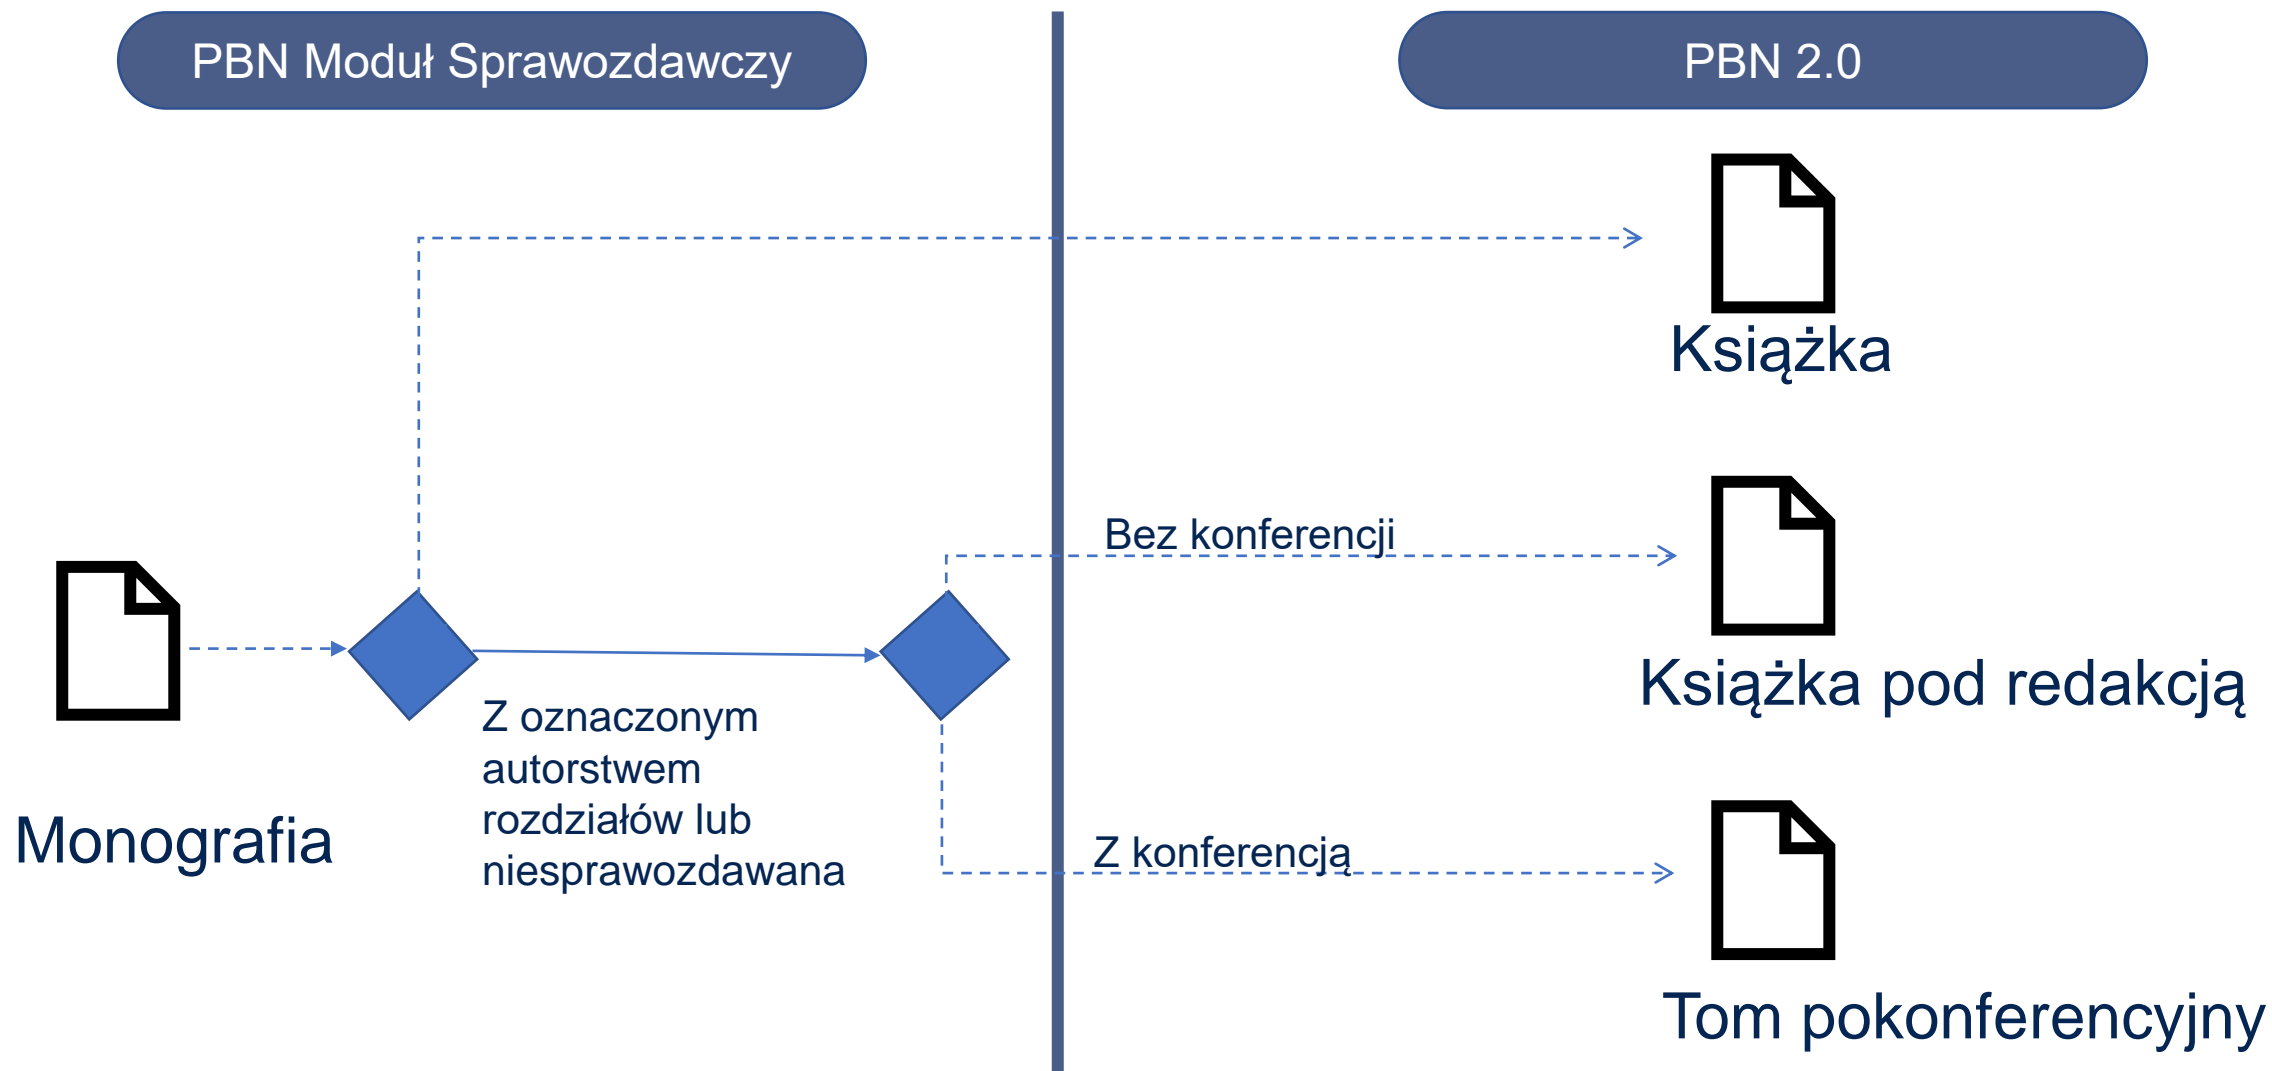 PBN Moduł Sprawozdawczy
PBN 2.0
Książka
Bez konferencji
Książka pod redakcją
Z oznaczonym
autorstwem
rozdziałów lub
niesprawozdawana
Monografia
Z konferencją
Tom pokonferencyjny